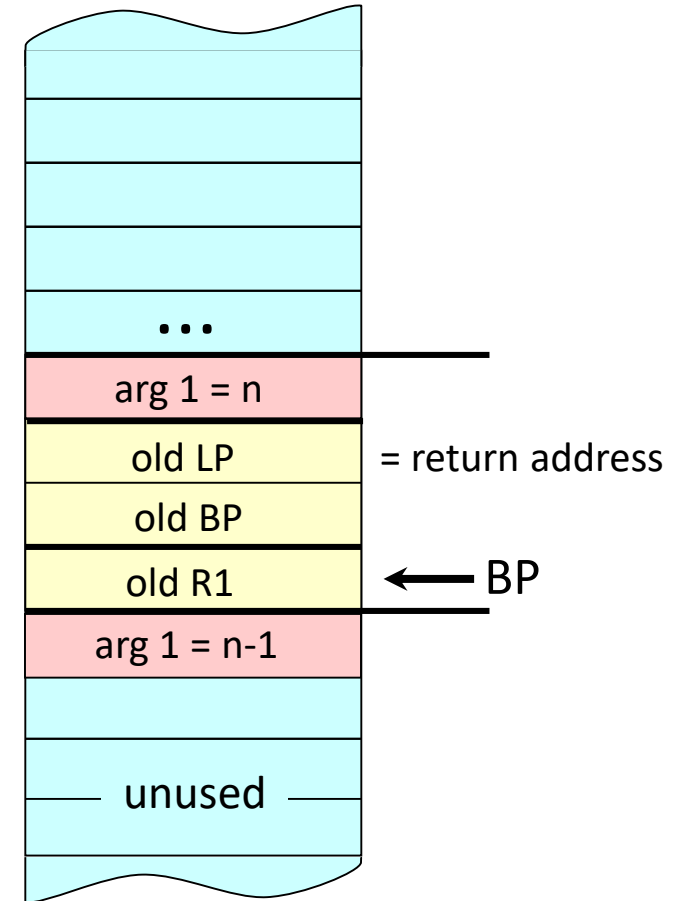 ...
arg 1 = n
old LP = return address
old BP
old R1 BP
arg 1 = n-1
unused